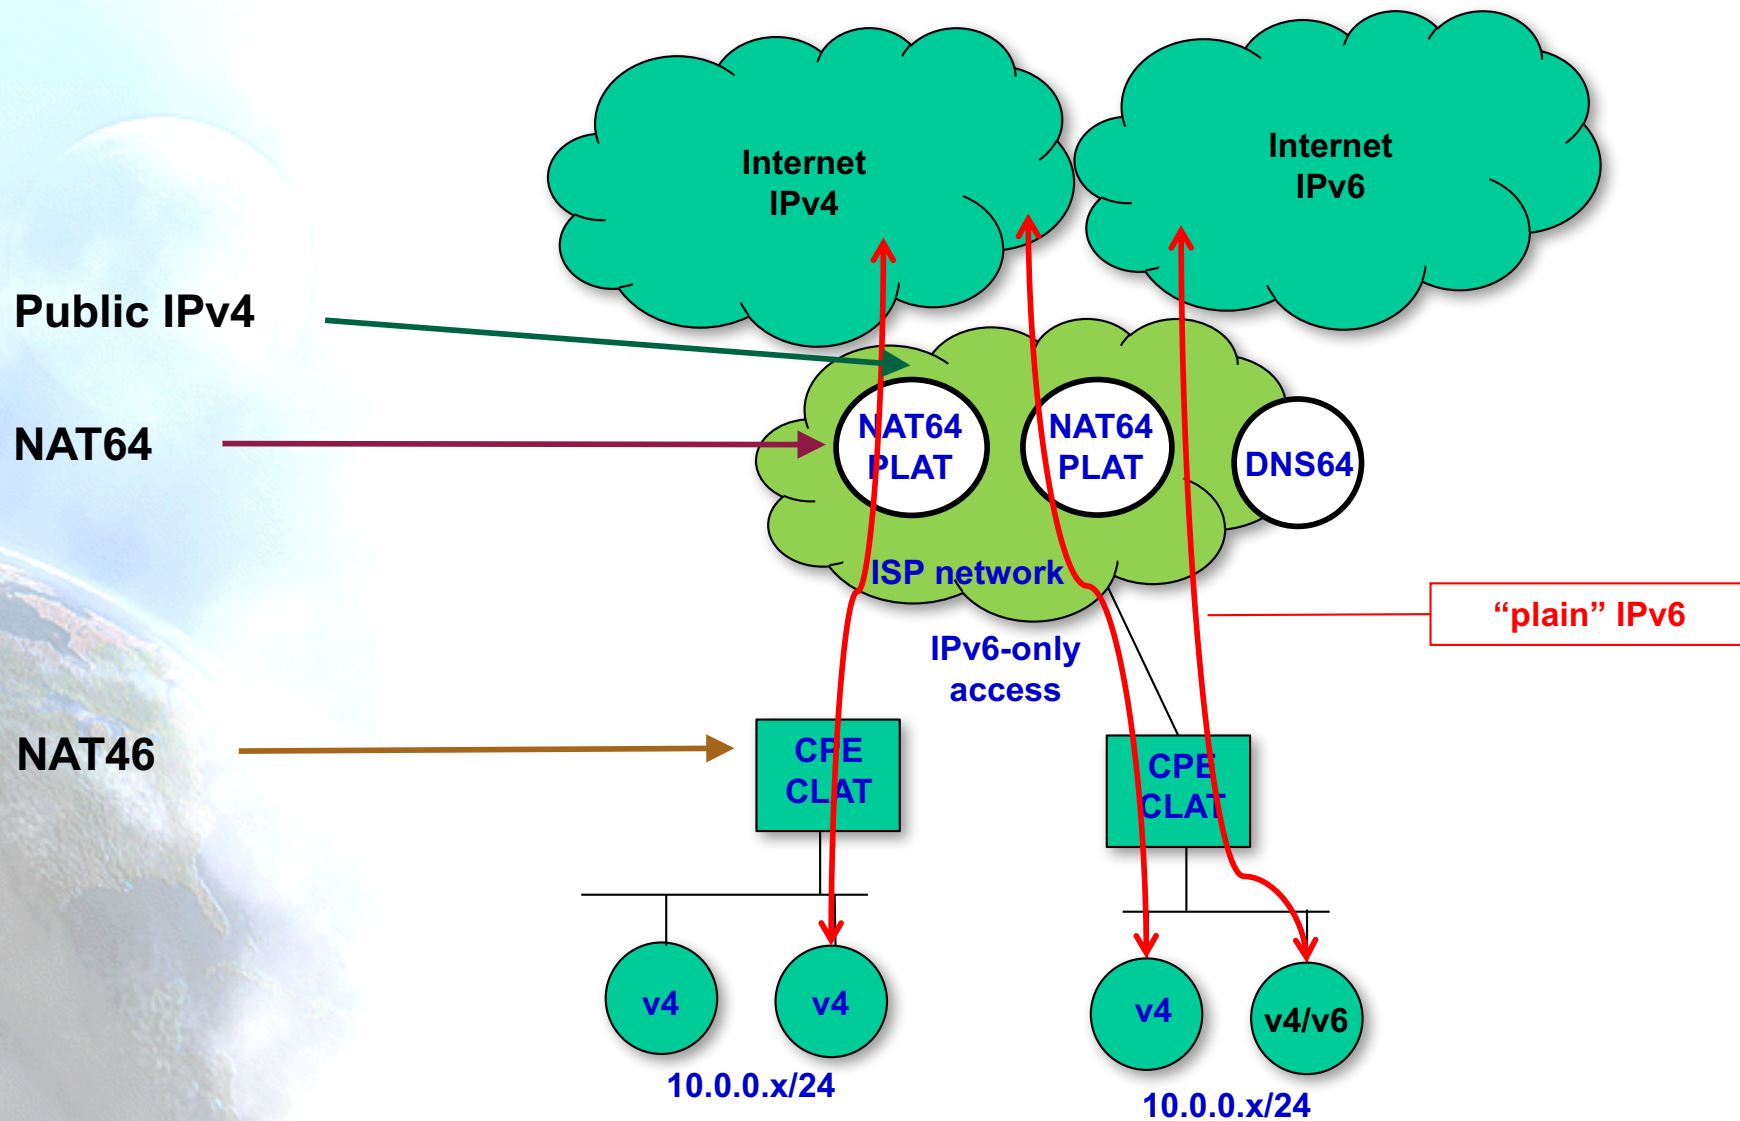 Internet
IPv4
Internet
IPv6
Public IPv4
NAT64
NAT64
PLAT
NAT64
PLAT
DNS64
ISP network
“plain” IPv6
IPv6-only
access
NAT46
CPE
CLAT
CPE
CLAT
v4
v4
v4
v4/v6
10.0.0.x/24
10.0.0.x/24